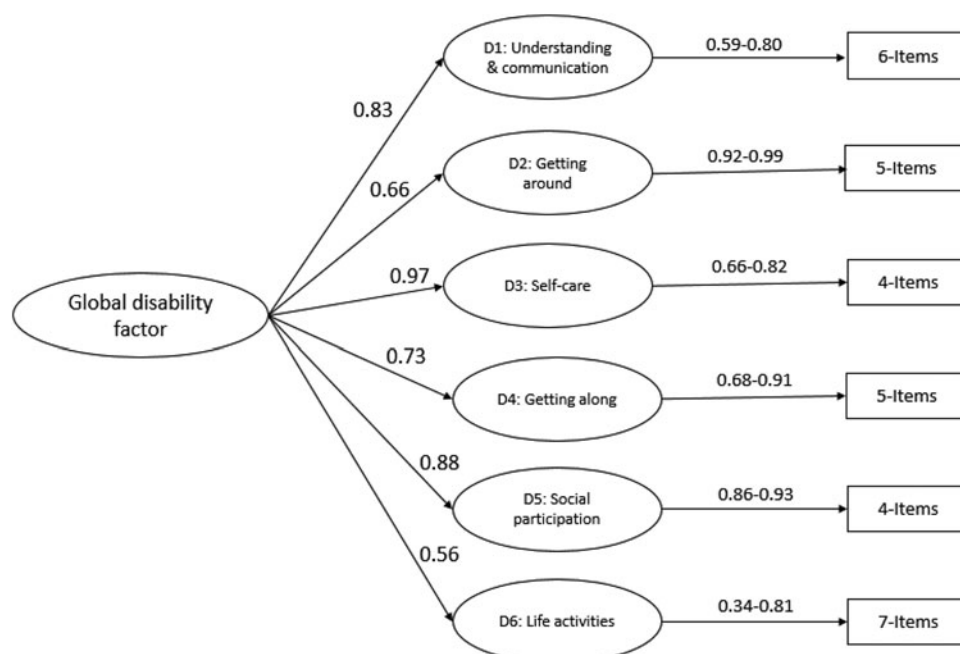 D1: Understanding
& communication
0.59-0.80
6-Items
0.83
D2: Getting
around
0.92-0.99
5-Items
0.66
D3: Self-care
0.66-0.82
4-Items
0.97
Global disability
factor
0.73
D4: Getting along
0.68-0.91
5-Items
0.88
D5: Social
participation
0.86-0.93
4-Items
0.56
D6: Life activities
0.34-0.81
7-Items